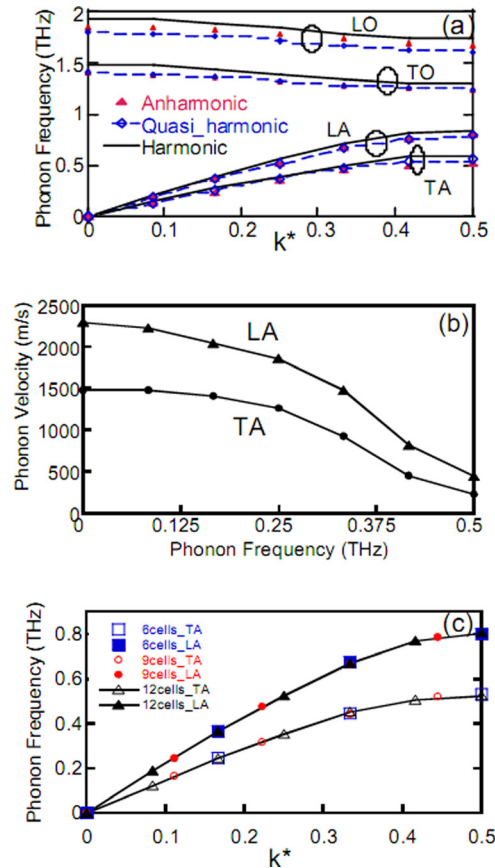 (a)
Phonon Frequency (THz)
2
1.5
1
0.5
0
LO
TO
LA
TA
Anharmonic
Quasi_harmonic
Harmonic
0 0.1 0.2 0.3 0.4 0.5
k*
(b)
Phonon Velocity (m/s)
2500
2000
1500
1000
500
0
LA
TA
0 0.125 0.25 0.375 0.5
Phonon Frequency (THz)
(c)
Phonon Frequency (THz)
0.8
0.6
0.4
0.2
0
6cells_TA
6cells_LA
9cells_TA
9cells_LA
12cells_TA
12cells_LA
0 0.1 0.2 0.3 0.4 0.5
k*